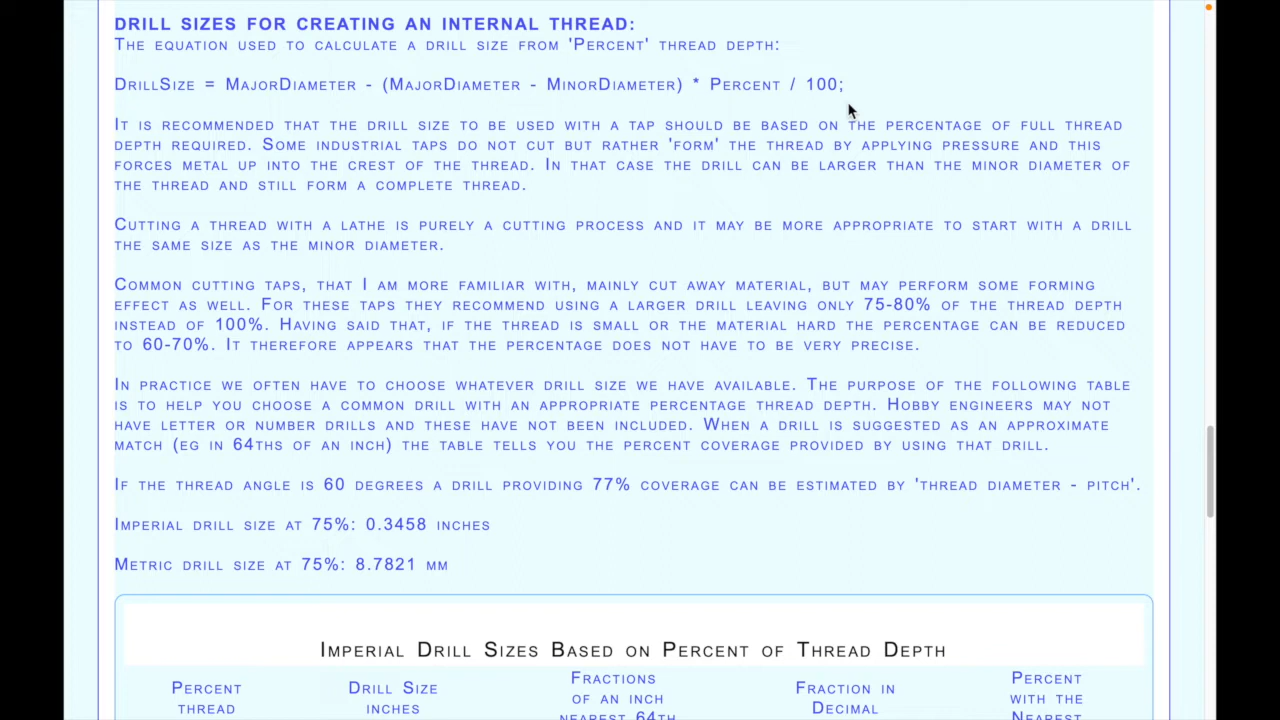 DRILL SIZES FOR CREATING AN INTERNAL THREAD:
THE EQUATION USED TO CALCULATE A DRILL SIZE FROM 'PERCENT' THREAD DEPTH:
DRILLSIZE = MAJORDIAMETER - (MAJORDIAMETER - MINORDIAMETER) * PERCENT / 100;
IT IS RECOMMENDED THAT THE DRILL SIZE TO BE USED WITH A TAP SHOULD BE BASED ON THE PERCENTAGE OF FULL THREAD
DEPTH REQUIRED. SOME INDUSTRIAL TAPS DO NOT CUT BUT RATHER 'FORM' THE THREAD BY APPLYING PRESSURE AND THIS
FORCES METAL UP INTO THE CREST OF THE THREAD. IN THAT CASE THE DRILL CAN BE LARGER THAN THE MINOR DIAMETER OF
THE THREAD AND STILL FORM A COMPLETE THREAD.
CUTTING A THREAD WITH A LATHE IS PURELY A CUTTING PROCESS AND IT MAY BE MORE APPROPRIATE TO START WITH A DRILL
THE SAME SIZE AS THE MINOR DIAMETER.
COMMON CUTTING TAPS, THAT I AM MORE FAMILIAR WITH, MAINLY CUT AWAY MATERIAL, BUT MAY PERFORM SOME FORMING
EFFECT AS WELL. FOR THESE TAPS THEY RECOMMEND USING A LARGER DRILL LEAVING ONLY 75-80% OF THE THREAD DEPTH
INSTEAD OF 100%. HAVING SAID THAT, IF THE THREAD IS SMALL OR THE MATERIAL HARD THE PERCENTAGE CAN BE REDUCED
TO 60-70%. IT THEREFORE APPEARS THAT THE PERCENTAGE DOES NOT HAVE TO BE VERY PRECISE.
IN PRACTICE WE OFTEN HAVE TO CHOOSE WHATEVER DRILL SIZE WE HAVE AVAILABLE. THE PURPOSE OF THE FOLLOWING TABLE
IS TO HELP YOU CHOOSE A COMMON DRILL WITH AN APPROPRIATE PERCENTAGE THREAD DEPTH. HOBBY ENGINEERS MAY NOT
HAVE LETTER OR NUMBER DRILLS AND THESE HAVE NOT BEEN INCLUDED. WHEN A DRILL IS SUGGESTED AS AN APPROXIMATE
MATCH (EG IN 64THS OF AN INCH) THE TABLE TELLS YOU THE PERCENT COVERAGE PROVIDED BY USING THAT DRILL.
IF THE THREAD ANGLE IS 60 DEGREES A DRILL PROVIDING 77% COVERAGE CAN BE ESTIMATED BY 'THREAD DIAMETER - PITCH'.
IMPERIAL DRILL SIZE AT 75%: 0.3458 INCHES
METRIC DRILL SIZE AT 75%: 8.7821 MM
IMPERIAL DRILL SIZES BASED ON PERCENT OF THREAD DEPTH
PERCENT
THREAD
DRILL SIZE
INCHES
FRACTIONS
OF AN INCH
NEAREST 64TH
FRACTION IN
DECIMAL
PERCENT
WITH THE
NEAREST